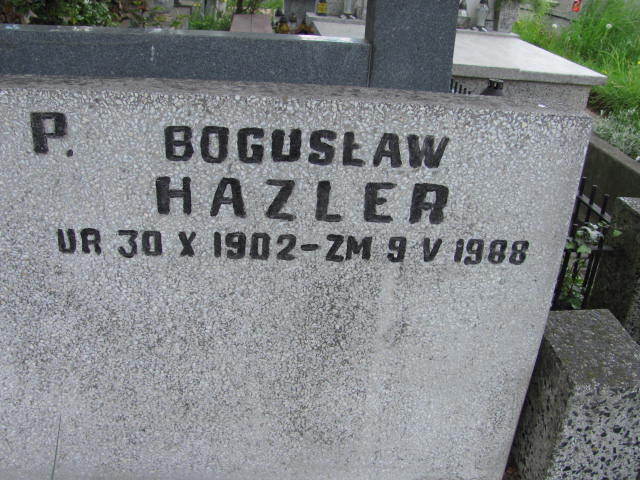 P. BOGUSŁAW
HAZLER
UR 30 X 1902-ZM 9 V 1988